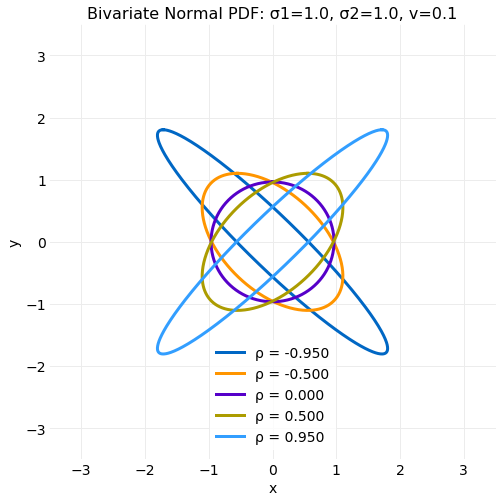 Bivariate Normal PDF: σ1=1.0, σ2=1.0, v=0.1
y
3
2
1
0
−1
−2
−3
ρ = -0.950
ρ = -0.500
ρ = 0.000
ρ = 0.500
ρ = 0.950
−3 −2 −1 0 1 2 3
x